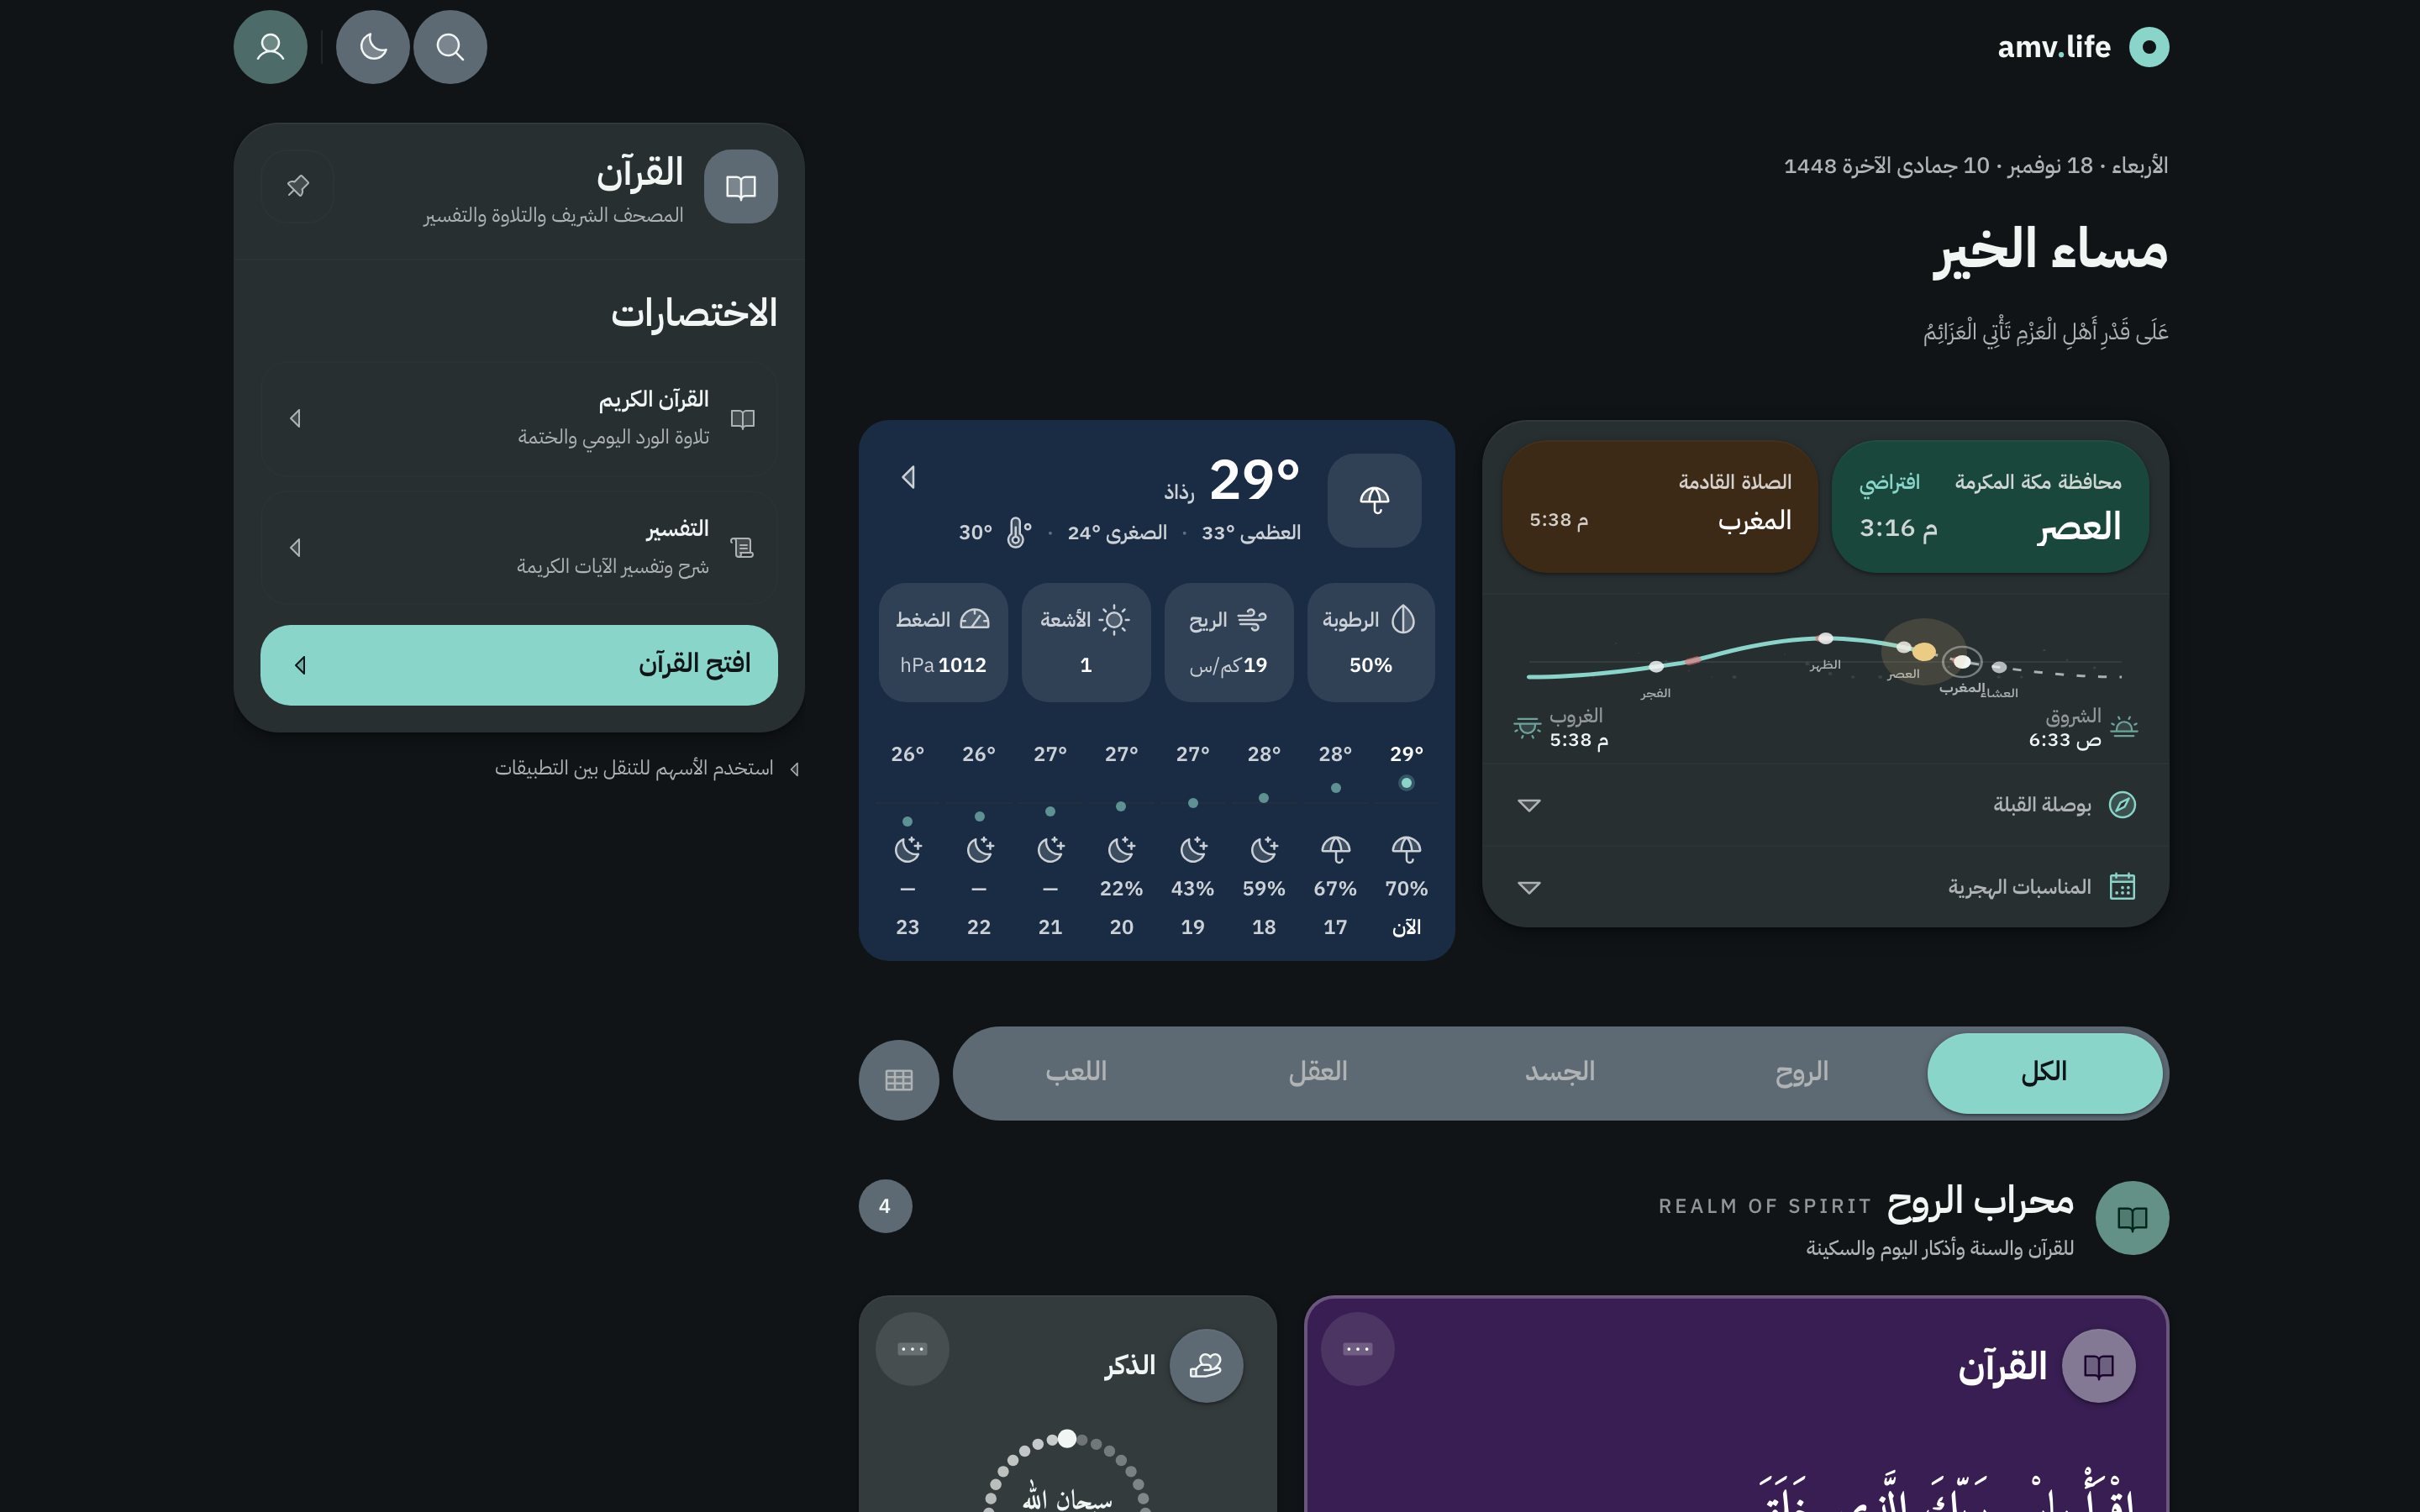 amv.life
الأربعاء · 18 نوفمبر · 10 جمادى الآخرة 1448
مساء الخير
عَلَى قَدْرِ أَهْلِ الْعَزْمِ تَأْتِي الْعَزَائِمُ
محافظة مكة المكرمة افتراضي
العصر 3:16 م
الصلاة القادمة
المغرب 5:38 م
الفجر
الظهر
العصر
المغرب
العشاء
الشروق
6:33 ص
الغروب
5:38 م
بوصلة القبلة
المناسبات الهجرية
29° رذاذ
العظمى 33° · الصغرى 24° · 30°
الرطوبة
50%
الريح
19 كم/س
الأشعة
1
الضغط
1012 hPa
29° 28° 28° 27° 27° 27° 26° 26°
70% 67% 59% 43% 22% — — —
الآن 17 18 19 20 21 22 23
القرآن
المصحف الشريف والتلاوة والتفسير
الاختصارات
القرآن الكريم
تلاوة الورد اليومي والختمة
التفسير
شرح وتفسير الآيات الكريمة
افتح القرآن
استخدم الأسهم للتنقل بين التطبيقات
الكل الروح الجسد العقل اللعب
محراب الروح REALM OF SPIRIT
4
للقرآن والسنة وأذكار اليوم والسكينة
القرآن
الذكر
سبحان الله